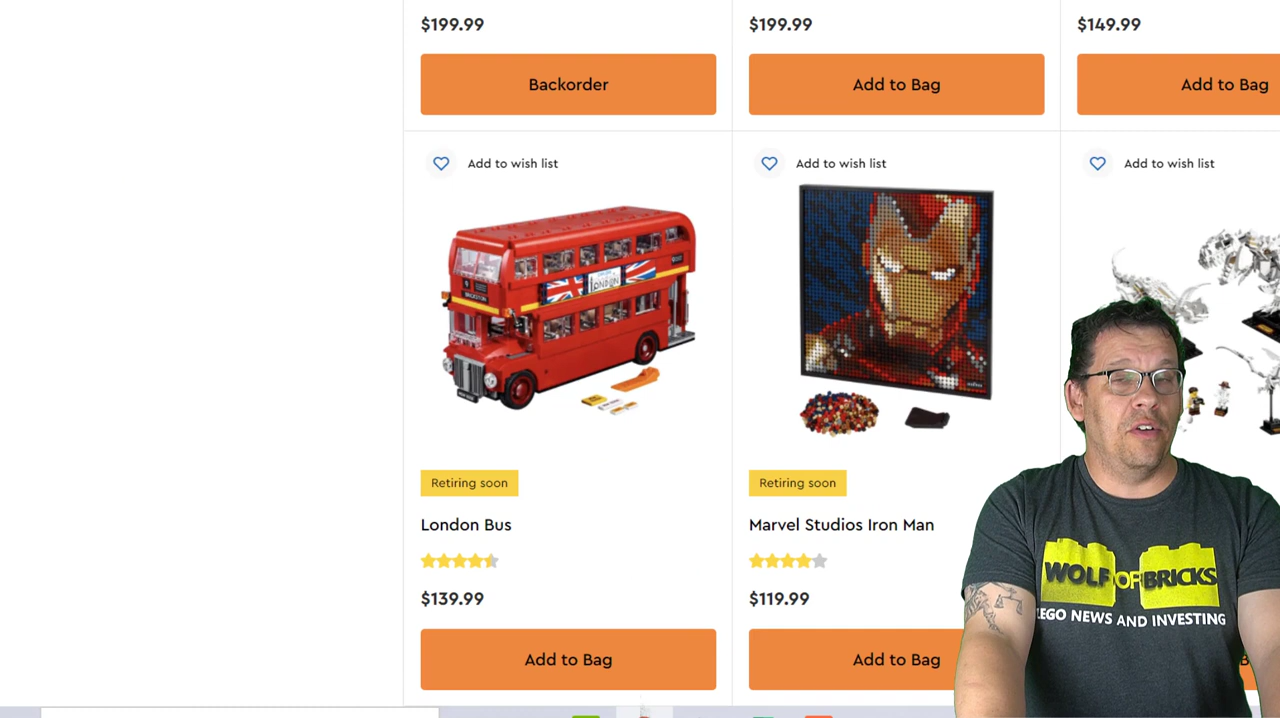 $199.99
$199.99
$149.99
Backorder
Add to Bag
Add to Bag
Add to wish list
Add to wish list
Add to wish list
LONDON
Retiring soon
Retiring soon
London Bus
Marvel Studios Iron Man
$139.99
$119.99
Add to Bag
Add to Bag
WOLF OF BRICKS
LEGO NEWS AND INVESTING